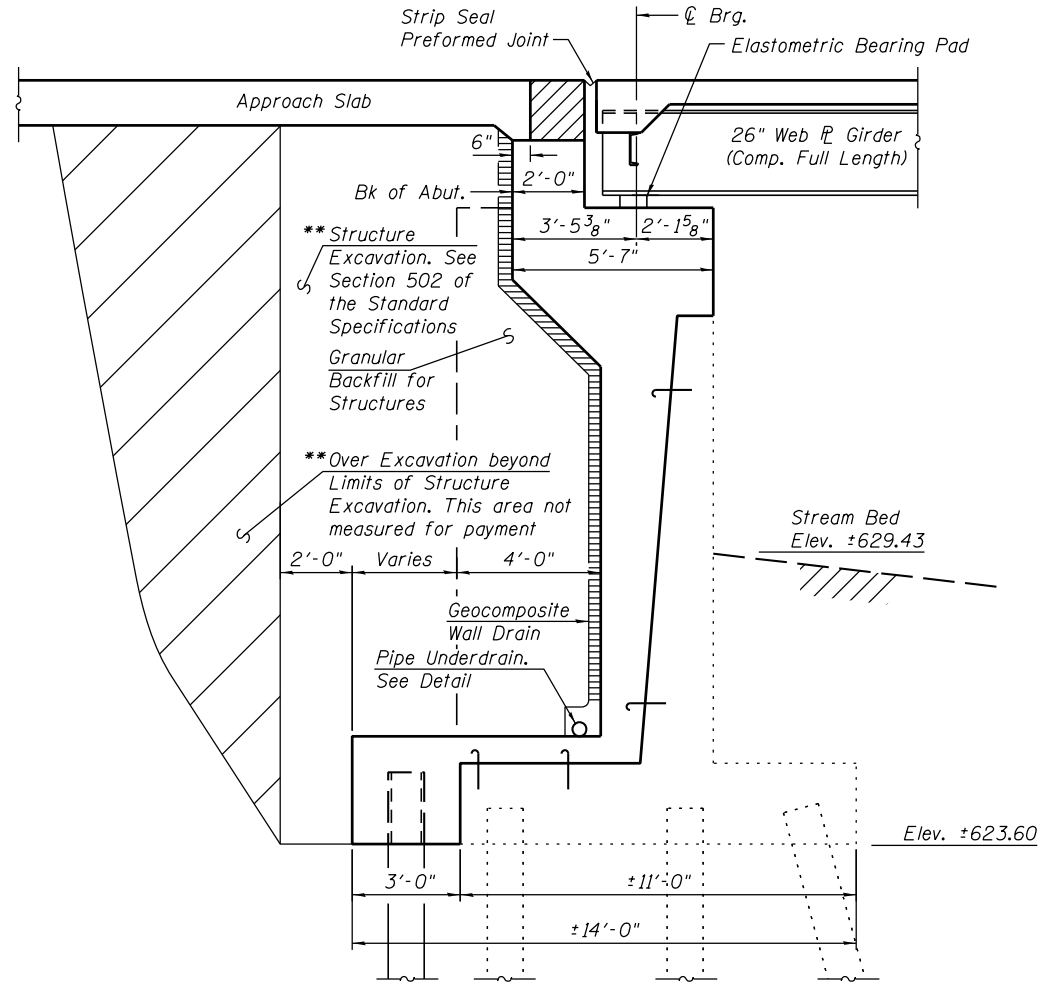 Strip Seal
Preformed Joint
℄ Brg.
Elastometric Bearing Pad
Approach Slab
26" Web ⅊ Girder
(Comp. Full Length)
6"
2'-0"
Bk of Abut.
3'-5 3/8"
2'-1 5/8"
5'-7"
** Structure
Excavation. See
Section 502 of
the Standard
Specifications
Granular
Backfill for
Structures
** Over Excavation beyond
Limits of Structure
Excavation. This area not
measured for payment
Stream Bed
Elev. ±629.43
2'-0"
Varies
4'-0"
Geocomposite
Wall Drain
Pipe Underdrain.
See Detail
Elev. ±623.60
3'-0"
±11'-0"
±14'-0"